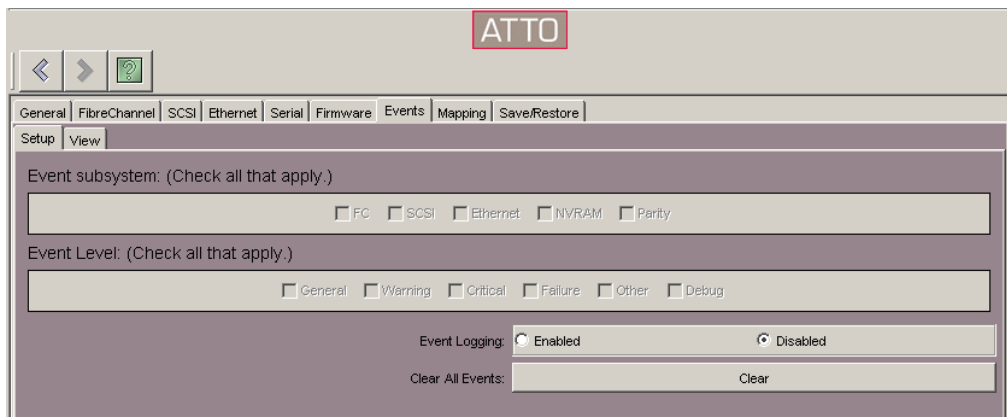 ATTO
General FibreChannel SCSI Ethernet Serial Firmware Events Mapping Save/Restore
Setup View
Event subsystem: (Check all that apply.)
FC SCSI Ethernet NVRAM Parity
Event Level: (Check all that apply.)
General Warning Critical Failure Other Debug
Event Logging: Enabled Disabled
Clear All Events: Clear